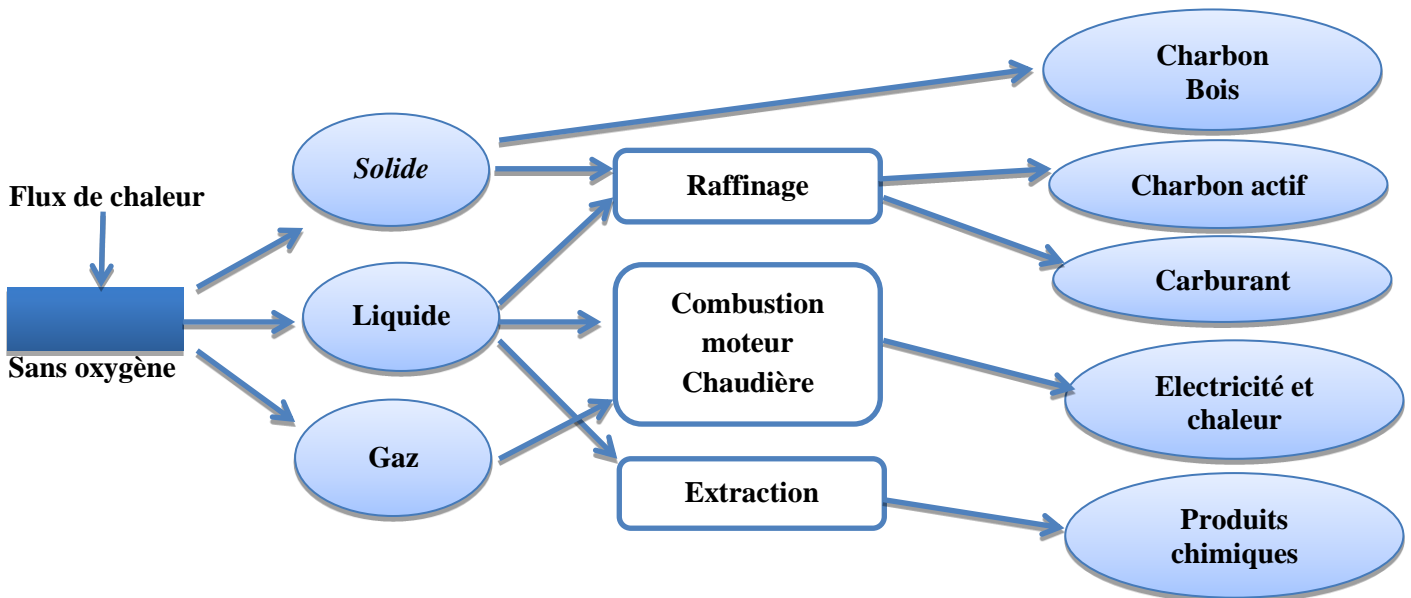 Flux de chaleur
Sans oxygène
Solide
Liquide
Gaz
Raffinage
Combustion
moteur
Chaudière
Extraction
Charbon
Bois
Charbon actif
Carburant
Electricité et
chaleur
Produits
chimiques